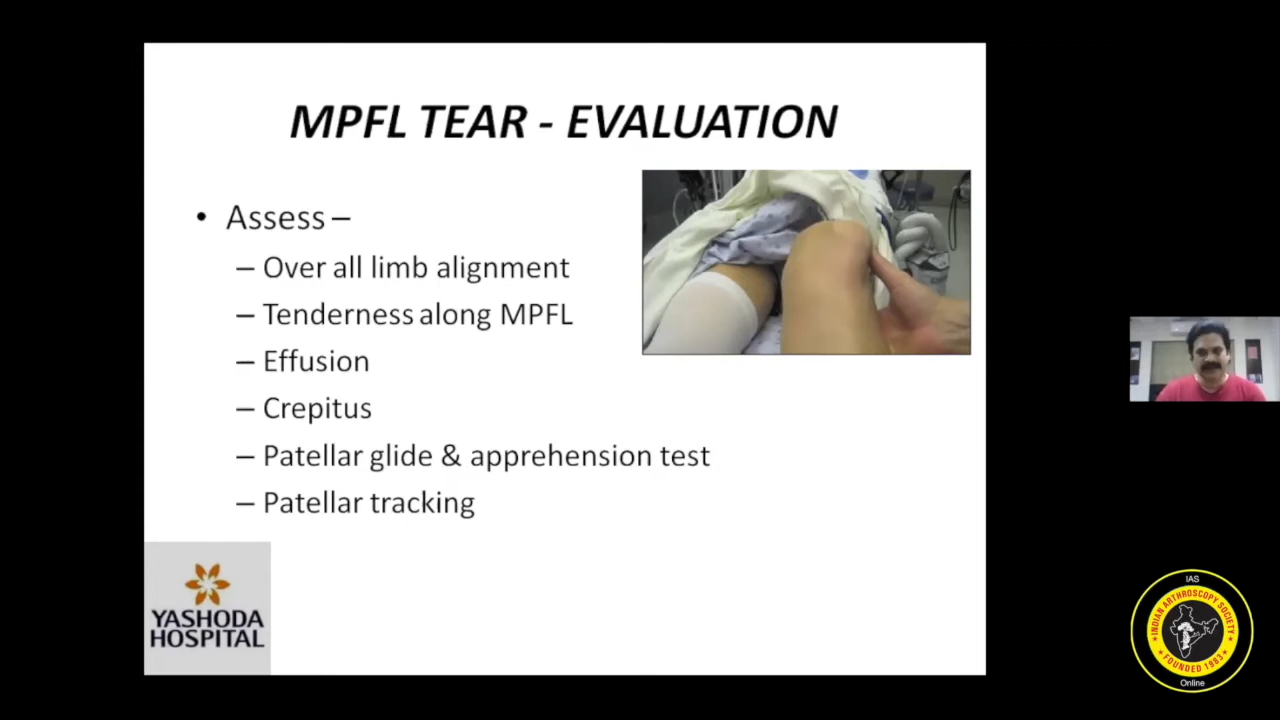 MPFL TEAR - EVALUATION
• Assess –
– Over all limb alignment
– Tenderness along MPFL
– Effusion
– Crepitus
– Patellar glide & apprehension test
– Patellar tracking
YASHODA
HOSPITAL
IAS
INDIAN ARTHROSCOPY SOCIETY
FOUNDED 1983
Online